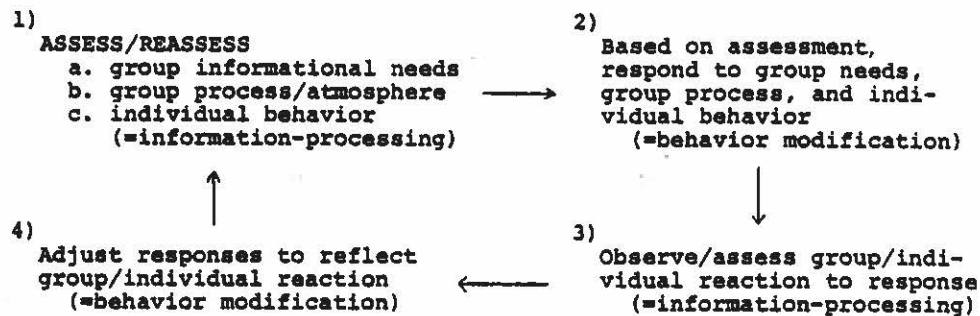 1)
ASSESS/REASSESS
a. group informational needs
b. group process/atmosphere
c. individual behavior
(=information-processing)
2)
Based on assessment,
respond to group needs,
group process, and indi-
vidual behavior
(=behavior modification)
3)
Observe/assess group/indi-
vidual reaction to response
(=information-processing)
4)
Adjust responses to reflect
group/individual reaction
(=behavior modification)